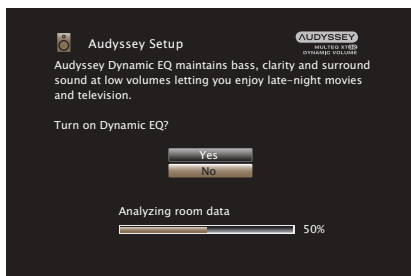 Audyssey Setup
AUDYSSEY
MULTEQ XT32
DYNAMIC VOLUME
Audyssey Dynamic EQ maintains bass, clarity and surround
sound at low volumes letting you enjoy late-night movies
and television.
Turn on Dynamic EQ?
Yes
No
Analyzing room data
50%